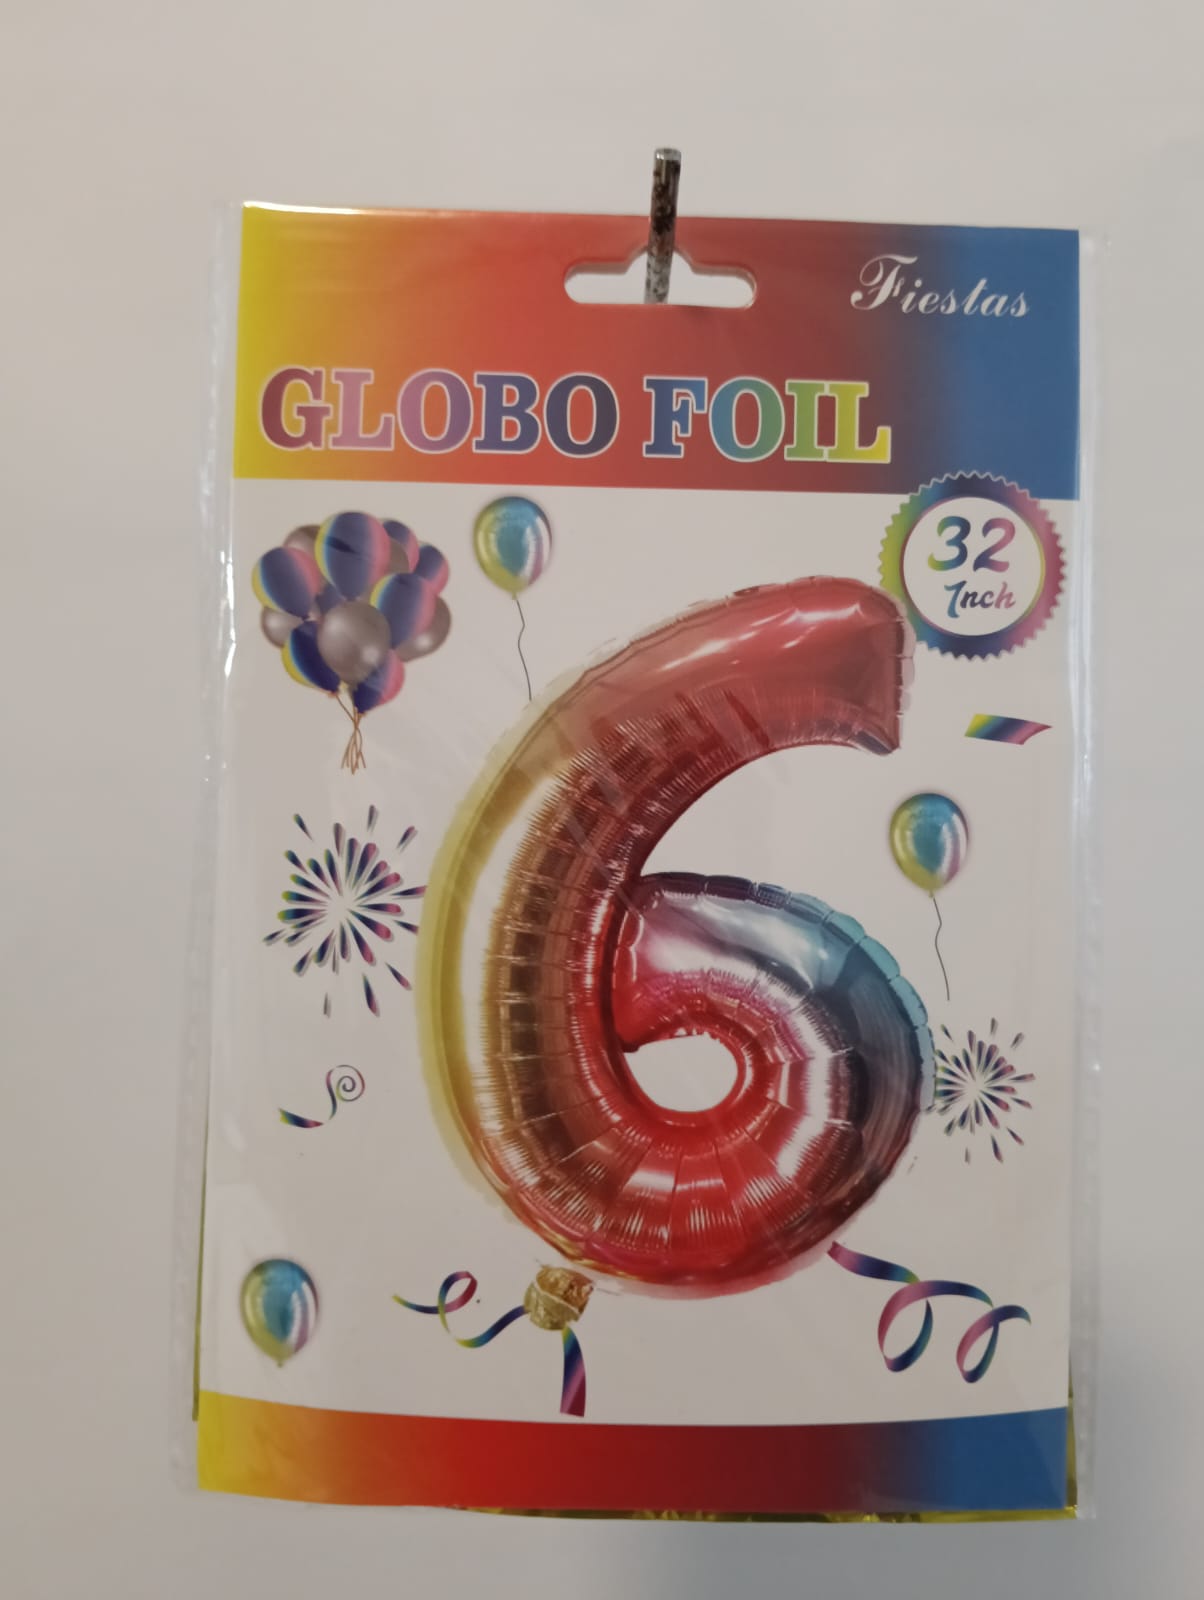 Fiestas
GLOBO FOIL
32
Inch
6